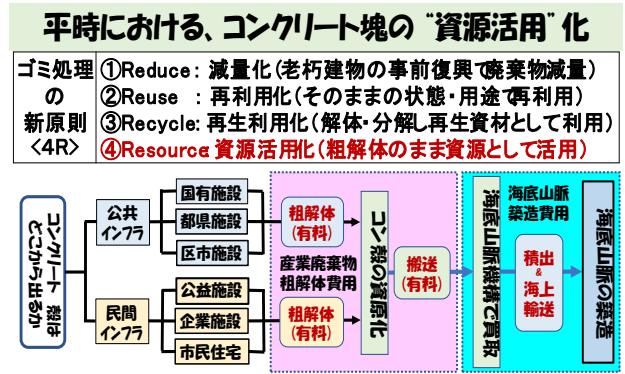 平時における、コンクリート塊の “資源活用” 化
ゴミ処理
の
新原則
<4R>
①Reduce： 減量化（老朽建物の事前復興で廃棄物減量）
②Reuse ： 再利用化（そのままの状態・用途で再利用）
③Recycle：再生利用化（解体・分解し再生資材として利用）
④Resource：資源活用化（粗解体のまま資源として活用）
コンクリート 殻は
どこから出るか
公共
インフラ
国有施設
都県施設
区市施設
民間
インフラ
公益施設
企業施設
市民住宅
粗解体
(有料)
産業廃棄物
粗解体費用
粗解体
(有料)
コン殻の資源化
搬送
(有料)
海底山脈機構で買取
海底山脈
築造費用
積出
&
海上
輸送
海底山脈の築造